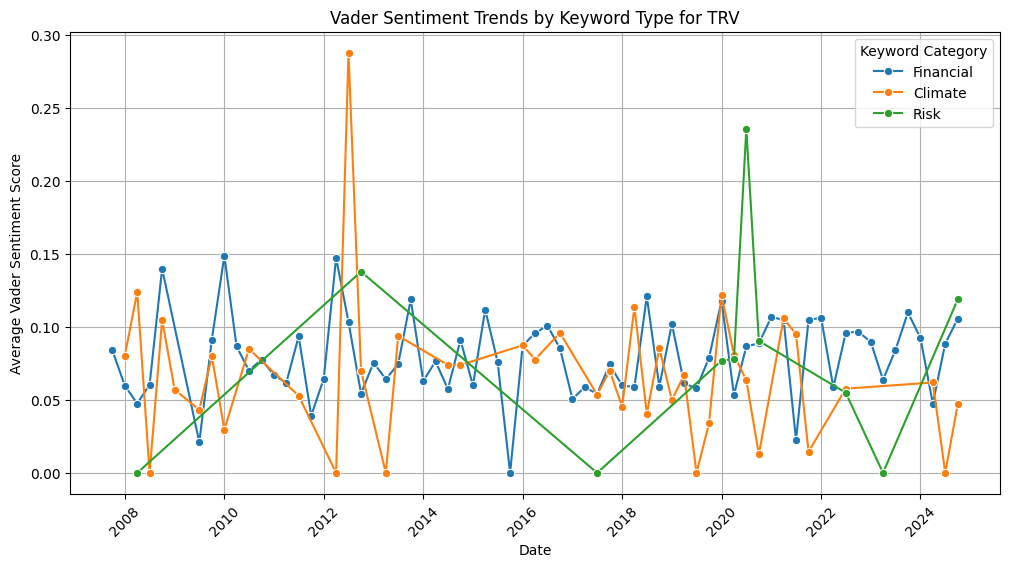 Vader Sentiment Trends by Keyword Type for TRV
Average Vader Sentiment Score
0.30
0.25
0.20
0.15
0.10
0.05
0.00
Keyword Category
Financial
Climate
Risk
2008 2010 2012 2014 2016 2018 2020 2022 2024
Date